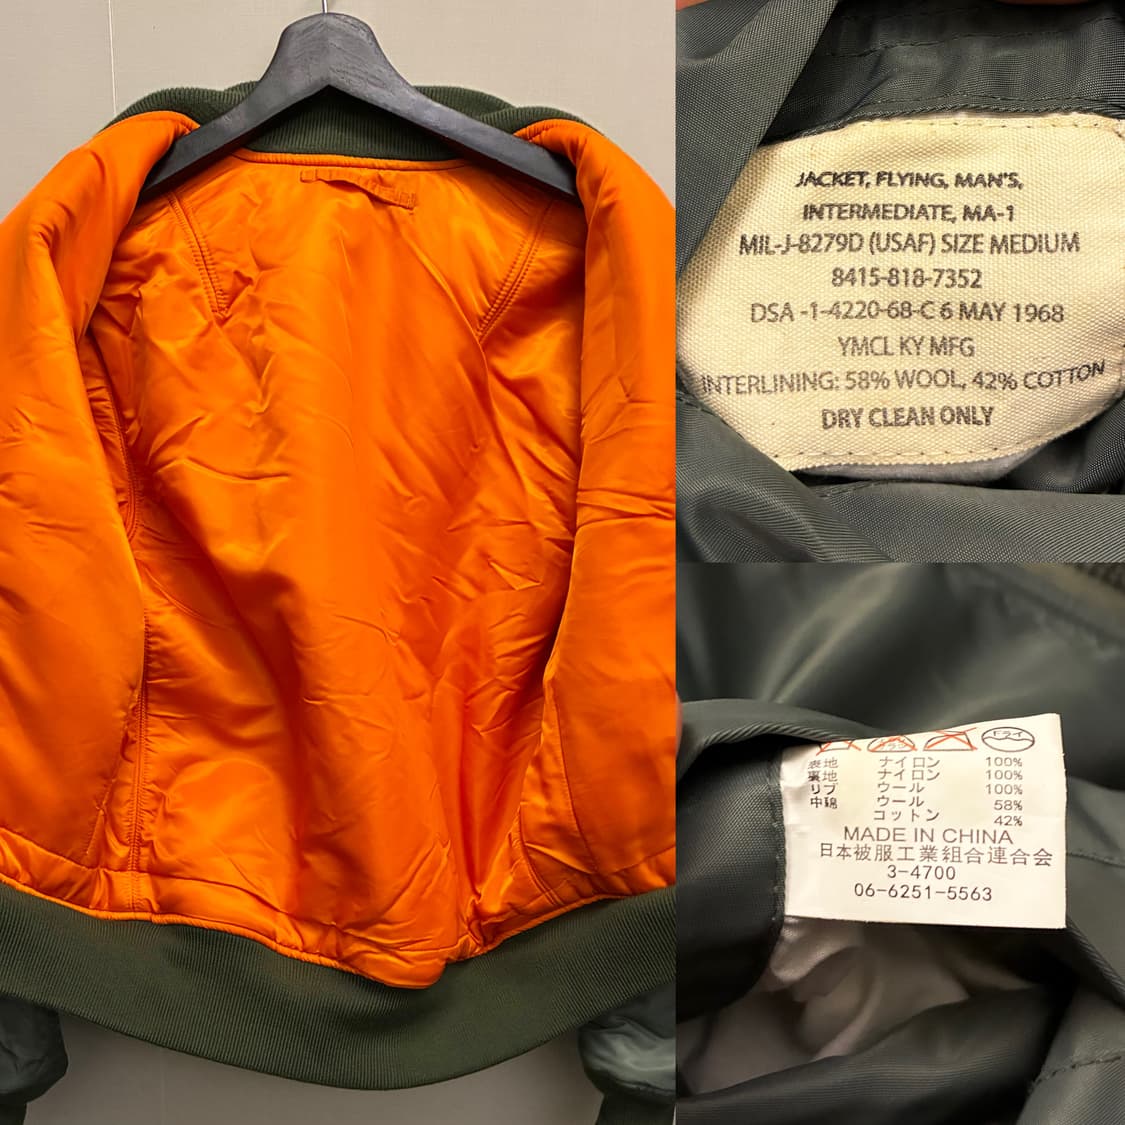 JACKET, FLYING, MAN'S,
INTERMEDIATE, MA-1
MIL-J-8279D (USAF) SIZE MEDIUM
8415-818-7352
DSA -1-4220-68-C 6 MAY 1968
YMCL KY MFG
INTERLINING: 58% WOOL, 42% COTTON
DRY CLEAN ONLY
ドライ
表地 ナイロン 100%
裏地 ナイロン 100%
リブ ウール 100%
中綿 ウール 58%
コットン 42%
MADE IN CHINA
日本被服工業組合連合会
3-4700
06-6251-5563